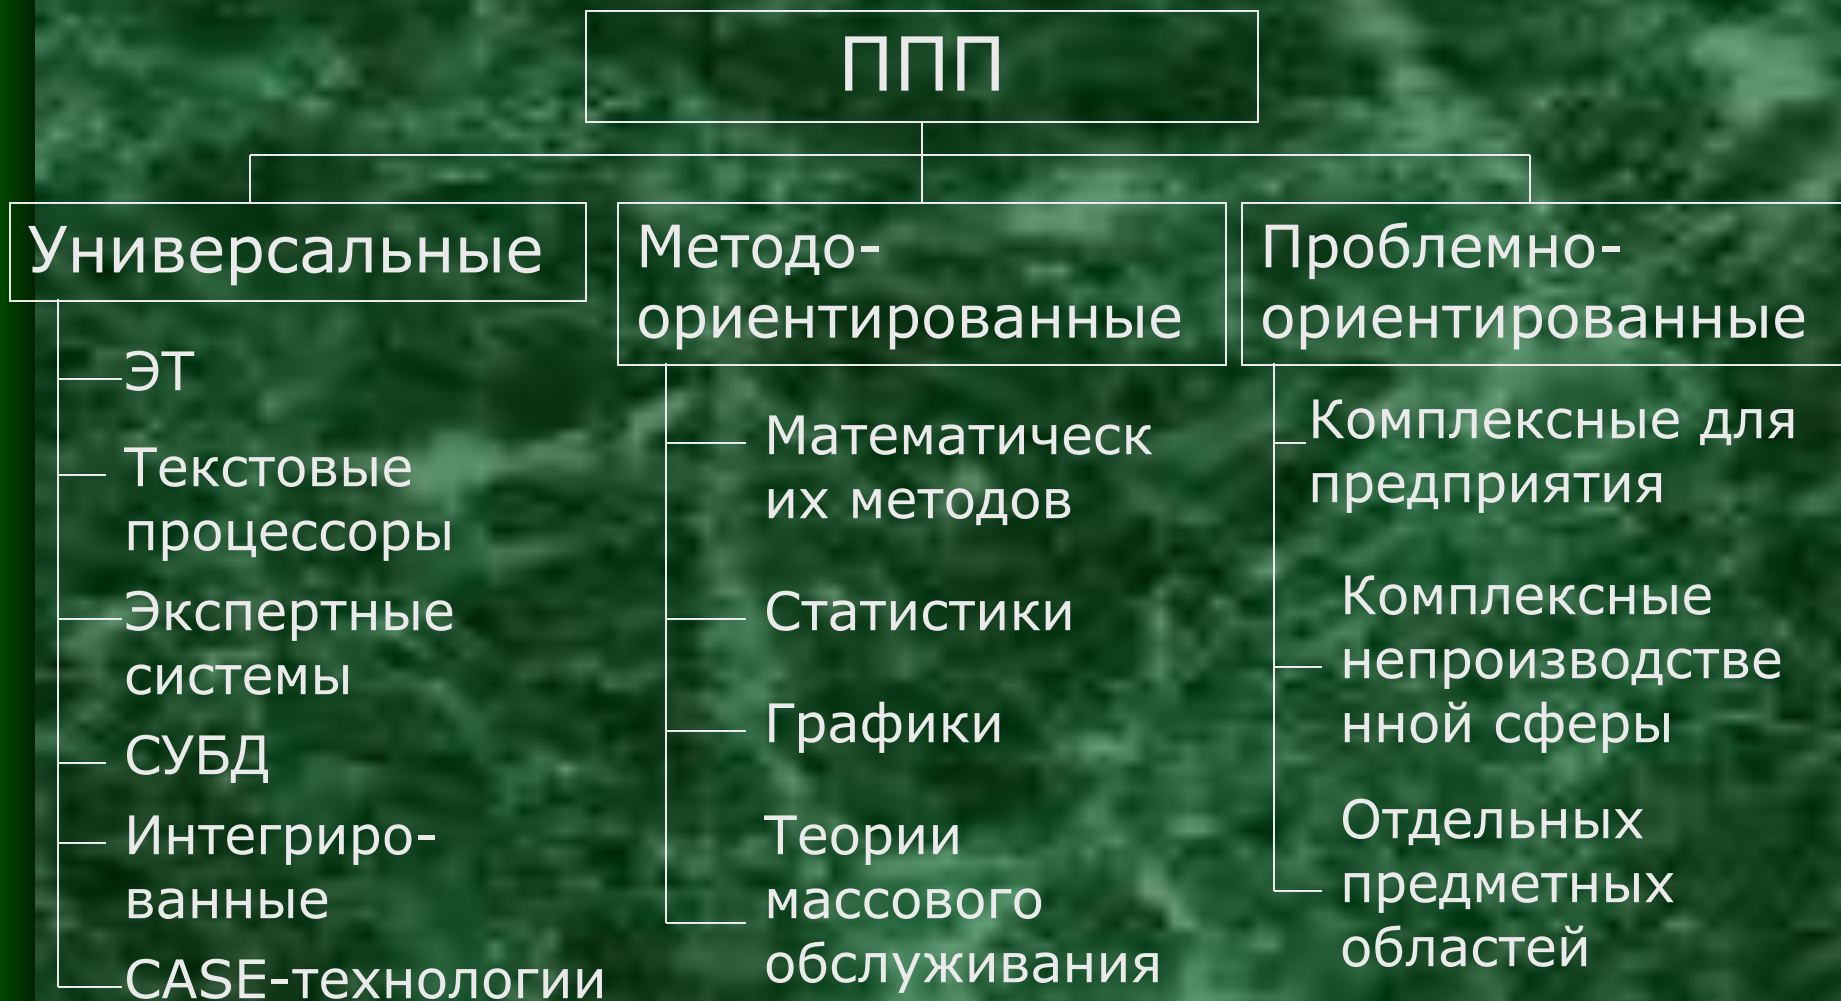 ППП
Универсальные
ЭТ
Текстовые
процессоры
Экспертные
системы
СУБД
Интегриро-
ванные
CASE-технологии
Методо-
ориентированные
Математическ
их методов
Статистики
Графики
Теории
массового
обслуживания
Проблемно-
ориентированные
Комплексные для
предприятия
Комплексные
непроизводстве
нной сферы
Отдельных
предметных
областей